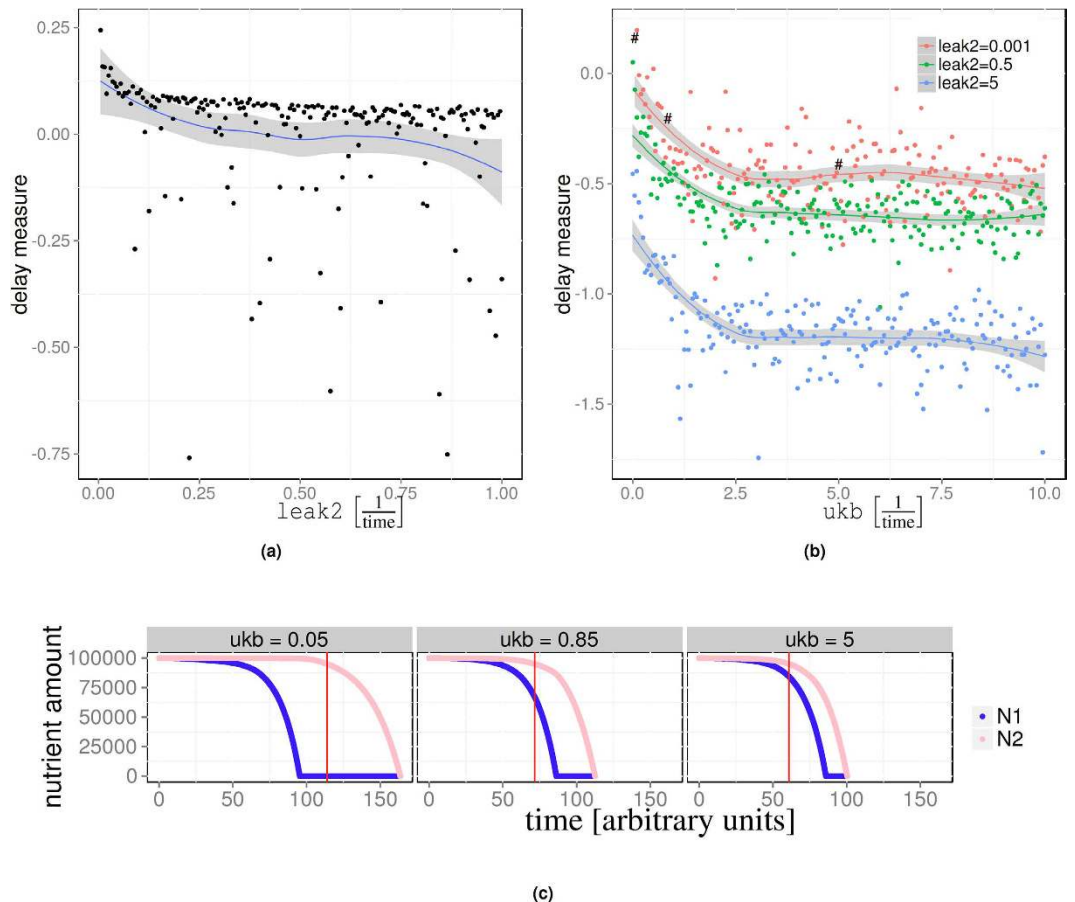 0.25
0.00
-0.25
-0.50
-0.75
delay measure
0.00 0.25 0.50 0.75 1.00
leak2 [1/time]
(a)
#
#
#
leak2=0.001
leak2=0.5
leak2=5
0.0
-0.5
-1.0
-1.5
delay measure
0.0 2.5 5.0 7.5 10.0
ukb [1/time]
(b)
ukb = 0.05 ukb = 0.85 ukb = 5
100000
75000
50000
25000
0
nutrient amount
N1
N2
0 50 100 150 0 50 100 150 0 50 100 150
time [arbitrary units]
(c)